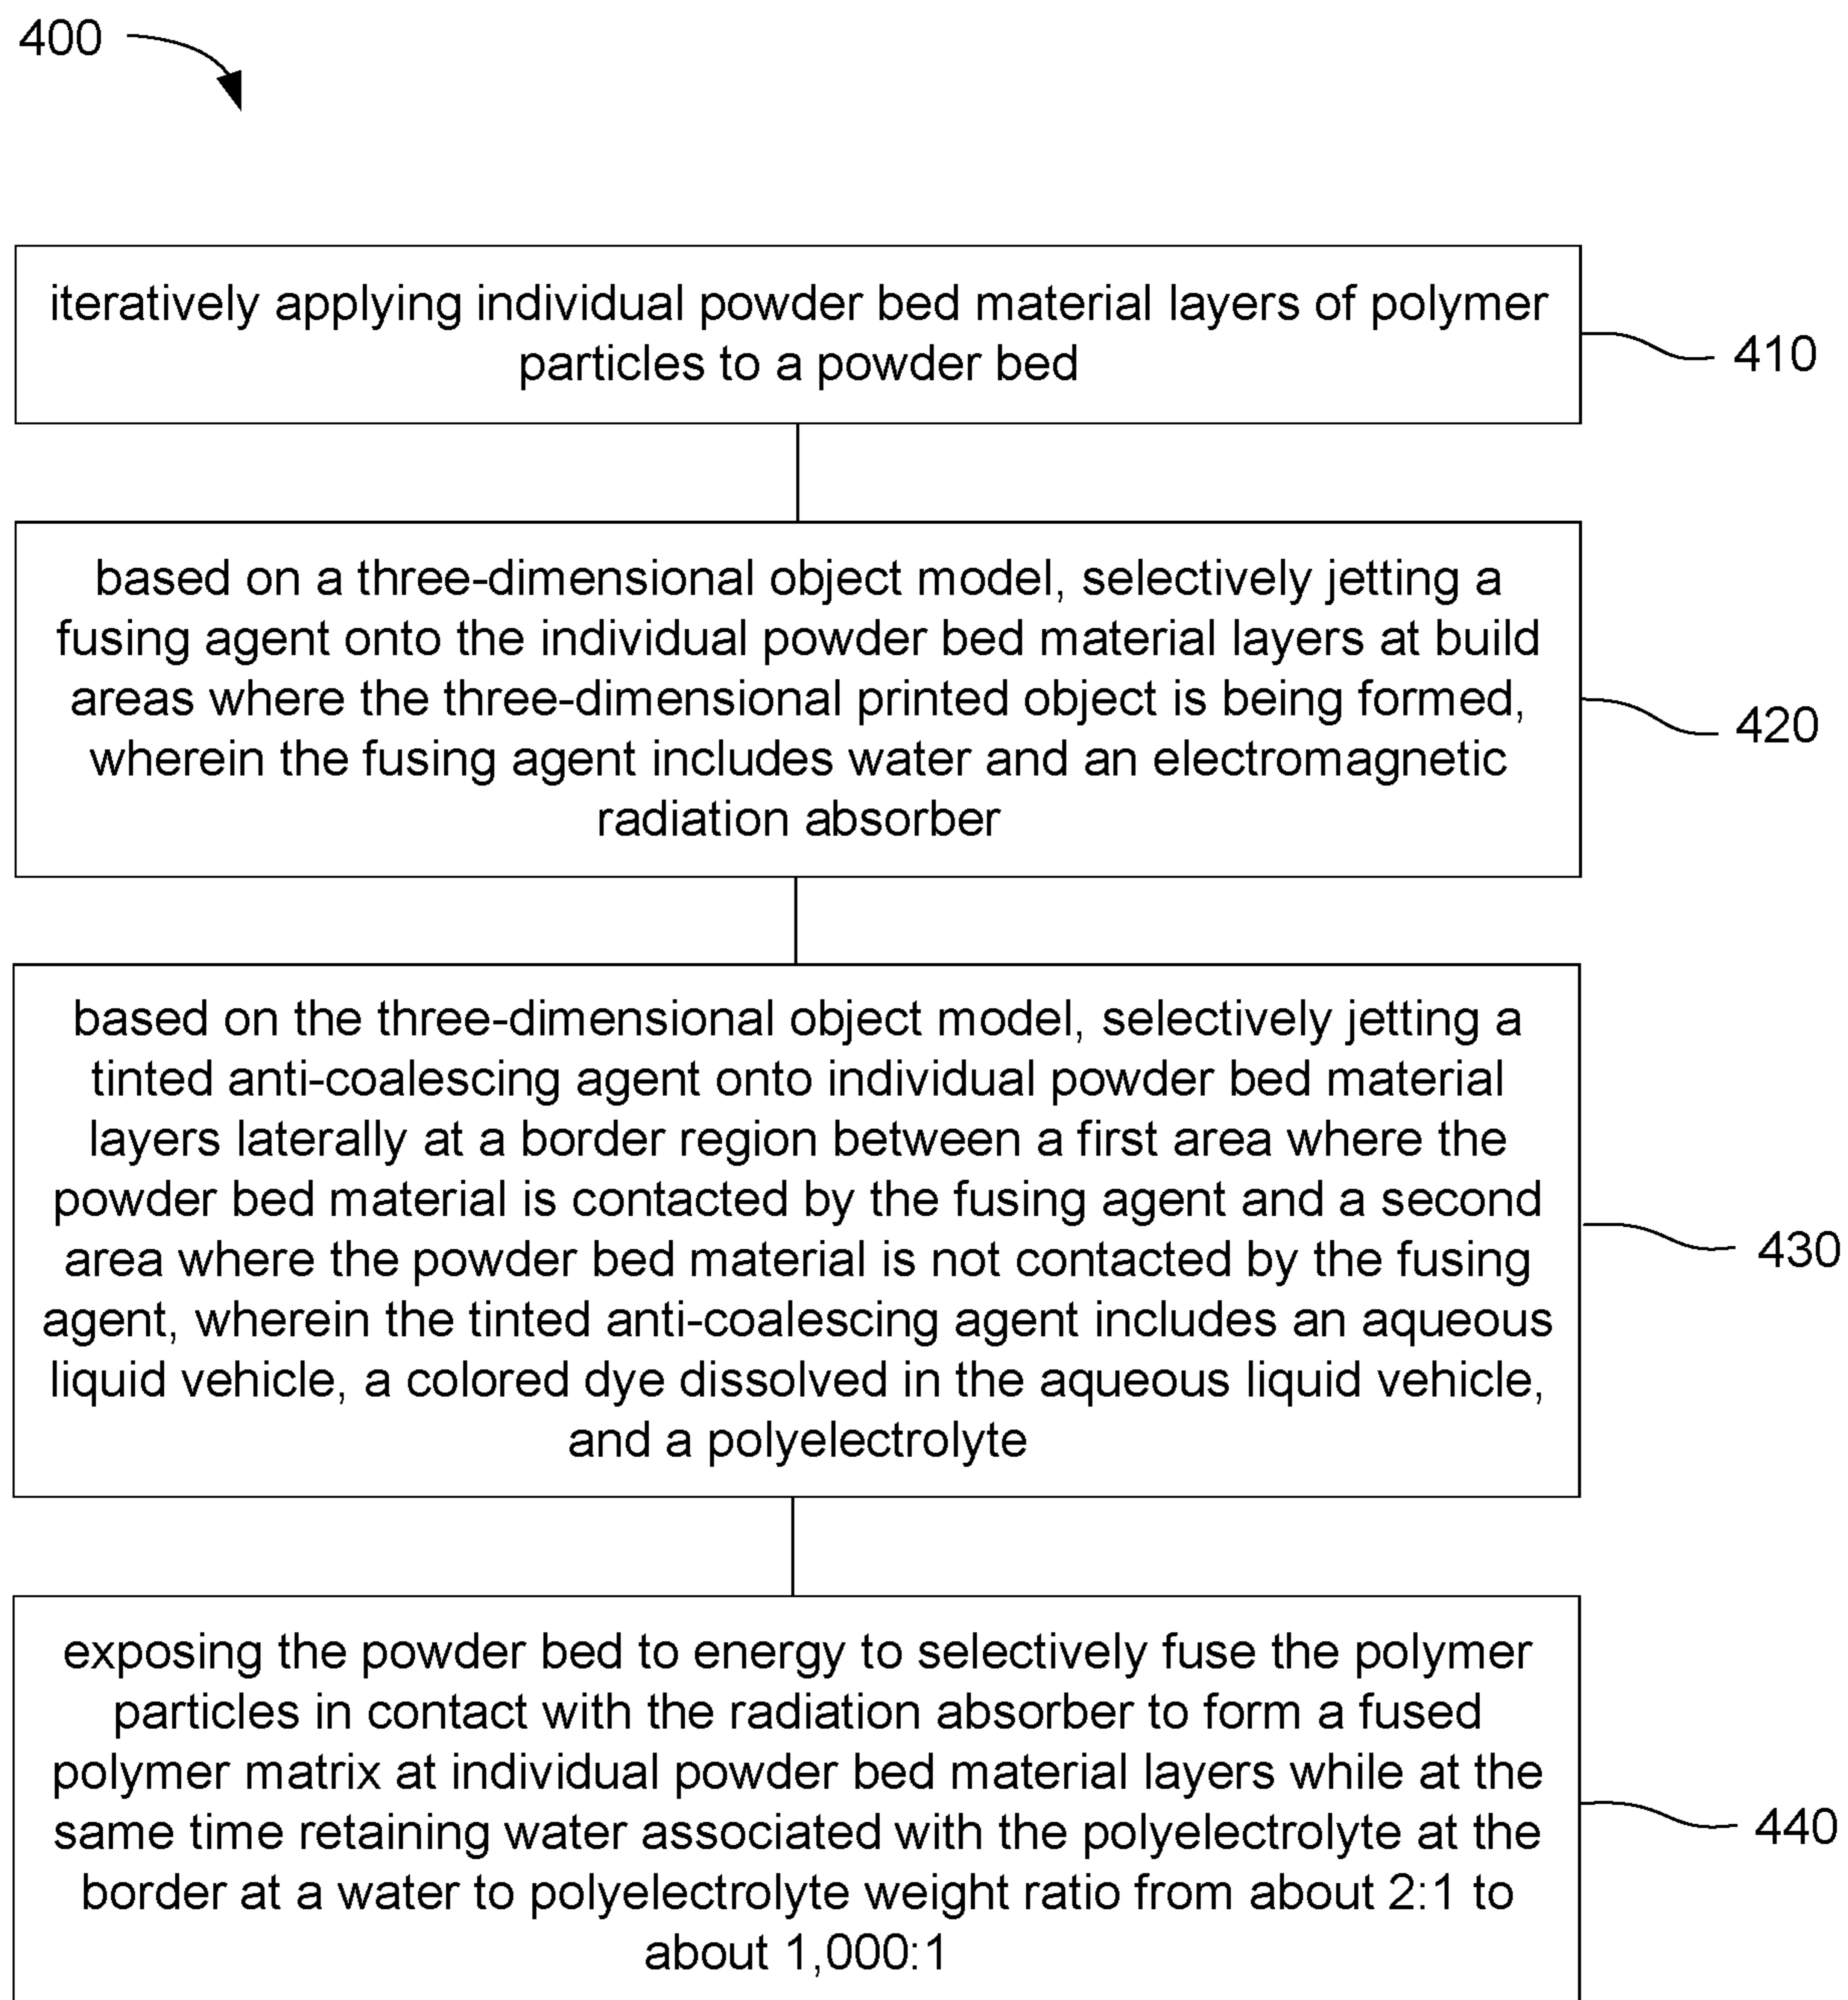 400
iteratively applying individual powder bed material layers of polymer
particles to a powder bed
410
based on a three-dimensional object model, selectively jetting a
fusing agent onto the individual powder bed material layers at build
areas where the three-dimensional printed object is being formed,
wherein the fusing agent includes water and an electromagnetic
radiation absorber
420
based on the three-dimensional object model, selectively jetting a
tinted anti-coalescing agent onto individual powder bed material
layers laterally at a border region between a first area where the
powder bed material is contacted by the fusing agent and a second
area where the powder bed material is not contacted by the fusing
agent, wherein the tinted anti-coalescing agent includes an aqueous
liquid vehicle, a colored dye dissolved in the aqueous liquid vehicle,
and a polyelectrolyte
430
exposing the powder bed to energy to selectively fuse the polymer
particles in contact with the radiation absorber to form a fused
polymer matrix at individual powder bed material layers while at the
same time retaining water associated with the polyelectrolyte at the
border at a water to polyelectrolyte weight ratio from about 2:1 to
about 1,000:1
440